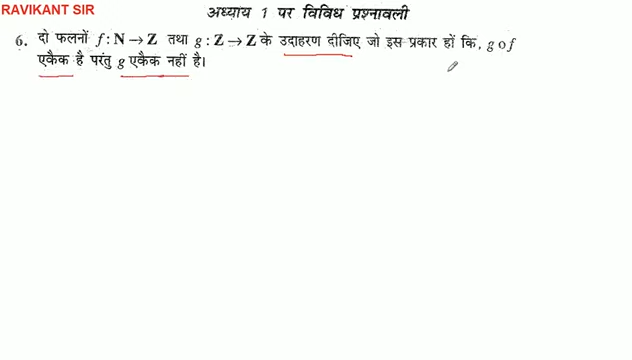 RAVIKANT SIR
अध्याय 1 पर विविध प्रश्नावली
6. दो फलनों f : N → Z तथा g : Z → Z के उदाहरण दीजिए जो इस प्रकार हों कि, g o f
एकैक है परंतु g एकैक नहीं है।